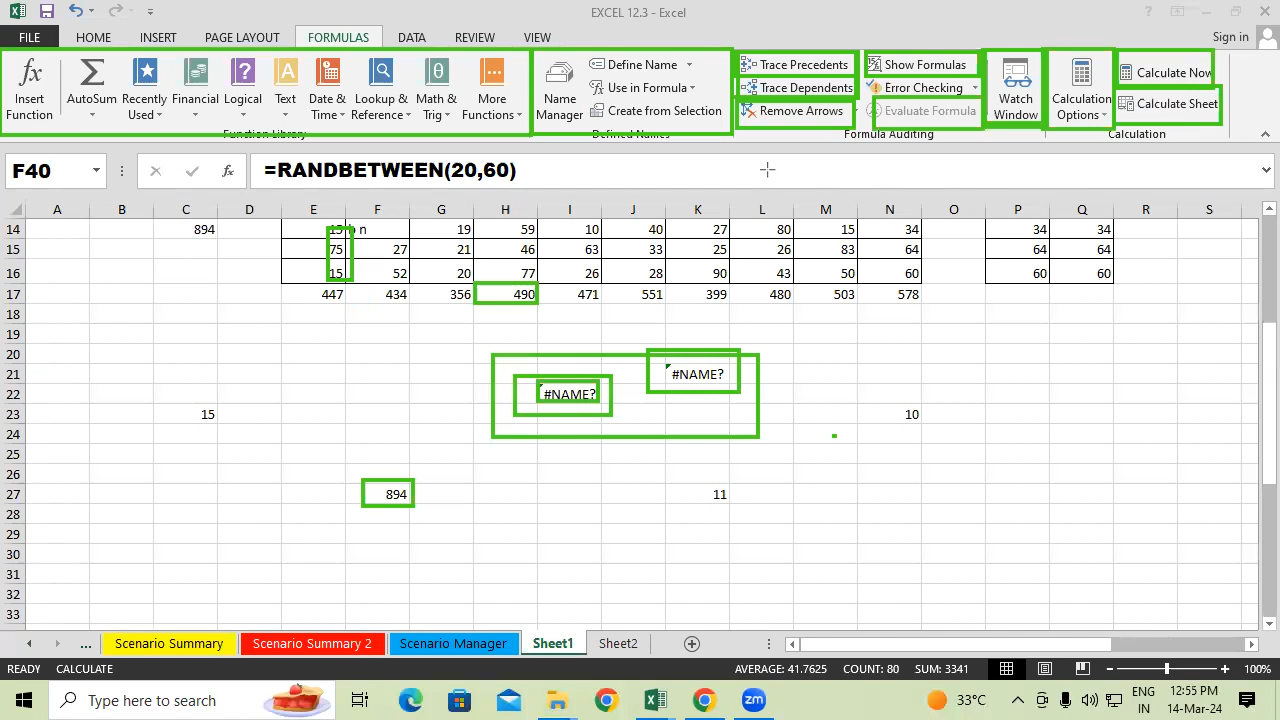 EXCEL 12.3 - Excel
FILE HOME INSERT PAGE LAYOUT FORMULAS DATA REVIEW VIEW Sign in
Insert Function
AutoSum
Recently Used
Financial
Logical
Text
Date & Time
Lookup & Reference
Math & Trig
More Functions
Function Library
Name Manager
Define Name
Use in Formula
Create from Selection
Defined Names
Trace Precedents
Trace Dependents
Remove Arrows
Show Formulas
Error Checking
Evaluate Formula
Formula Auditing
Watch Window
Calculation Options
Calculate Now
Calculate Sheet
Calculation
F40 fx =RANDBETWEEN(20,60)
A B C D E F G H I J K L M N O P Q R S
14 894 15 n 19 59 10 40 27 80 15 34 34 34
15 75 27 21 46 63 33 25 26 83 64 64 64
16 15 52 20 77 26 28 90 43 50 60 60 60
17 447 434 356 490 471 551 399 480 503 578
18
19
20
21 #NAME?
22 #NAME?
23 15 10
24
25
26
27 894 11
28
29
30
31
32
33
... Scenario Summary Scenario Summary 2 Scenario Manager Sheet1 Sheet2
READY CALCULATE AVERAGE: 41.7625 COUNT: 80 SUM: 3341 100%
Type here to search zm 33°C ENG 12:55 PM
IN 14-Mar-24